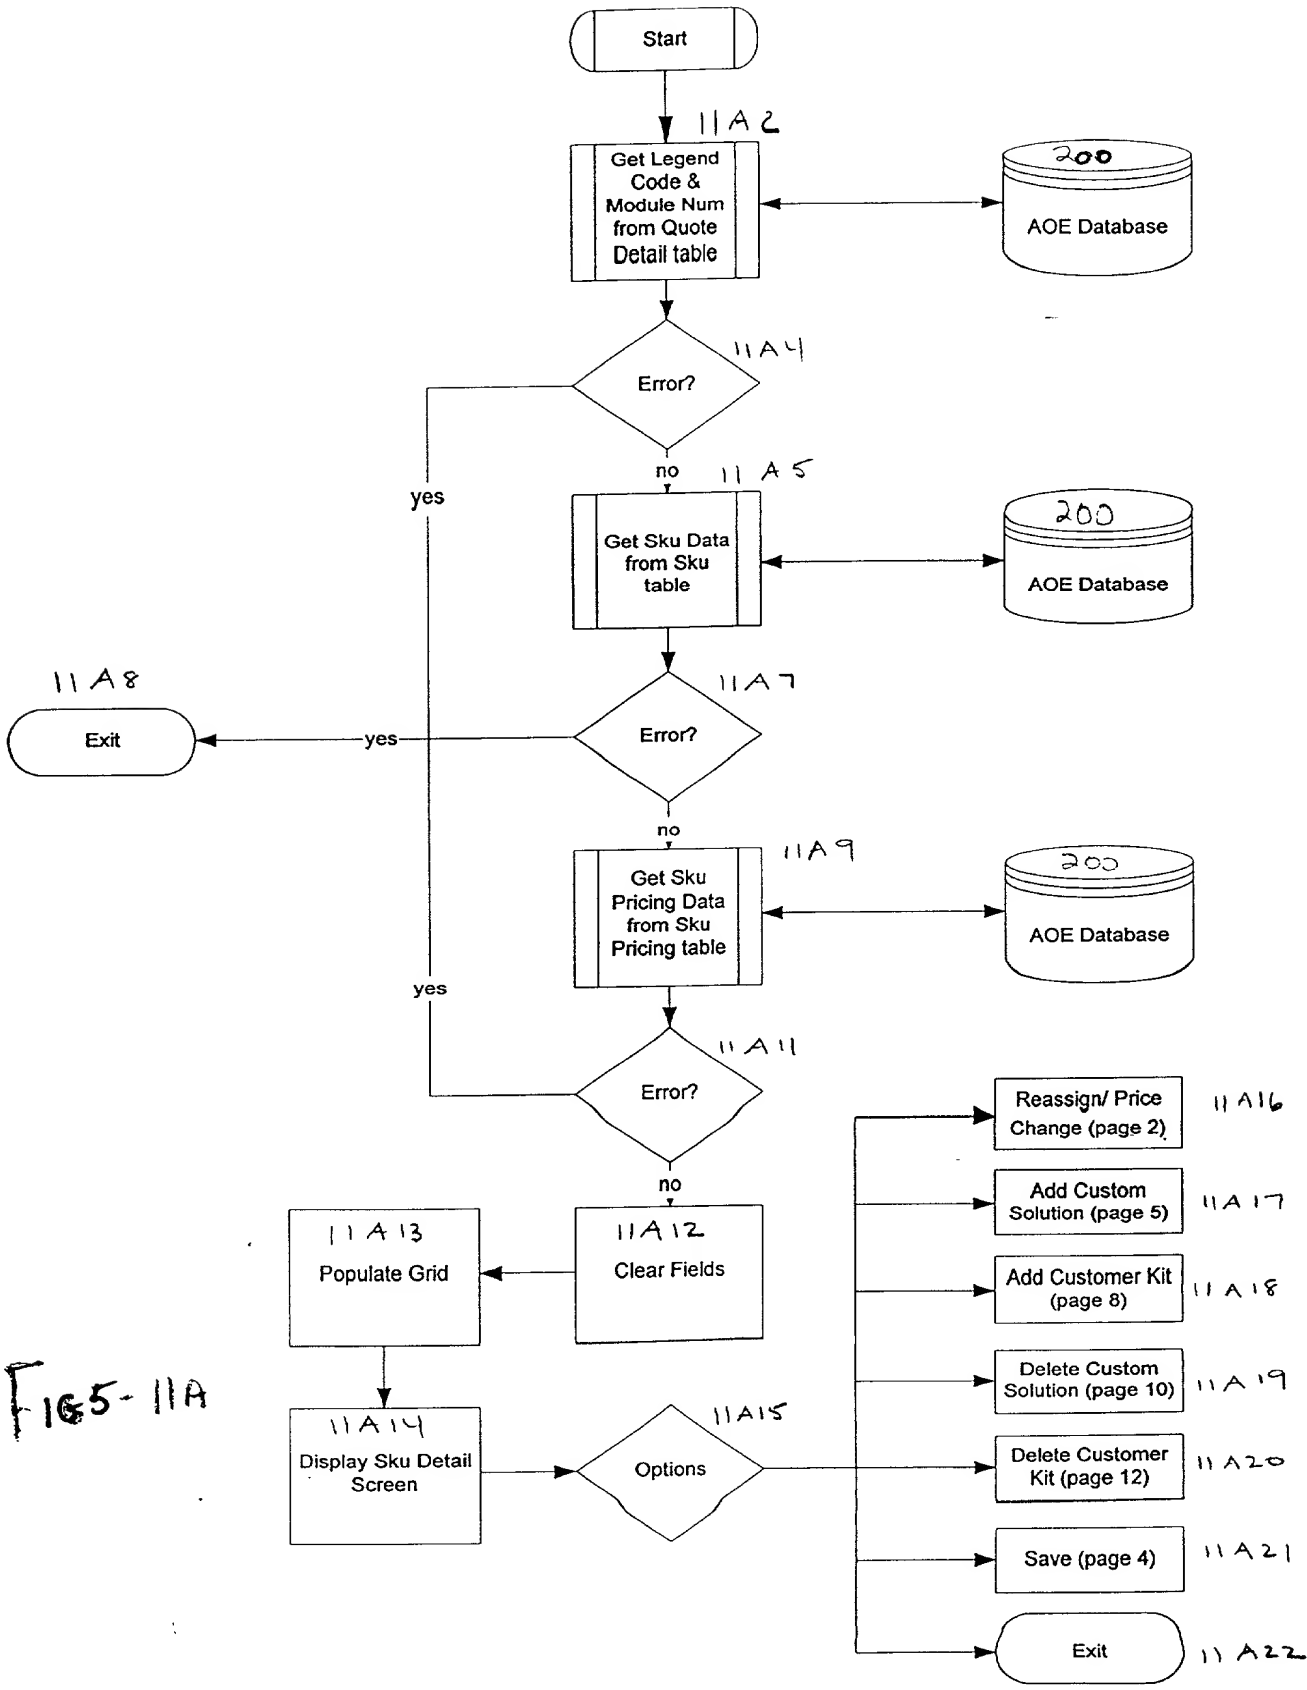 Start
11A2
Get Legend
Code &
Module Num
from Quote
Detail table
200
AOE Database
11A4
Error?
yes
no
11A5
Get Sku Data
from Sku
table
200
AOE Database
11A8
Exit
yes
11A7
Error?
no
11A9
Get Sku
Pricing Data
from Sku
Pricing table
200
AOE Database
yes
11A11
Error?
no
11A12
Clear Fields
11A13
Populate Grid
11A14
Display Sku Detail
Screen
11A15
Options
Reassign/ Price
Change (page 2)
11A16
Add Custom
Solution (page 5)
11A17
Add Customer Kit
(page 8)
11A18
Delete Custom
Solution (page 10)
11A19
Delete Customer
Kit (page 12)
11A20
Save (page 4)
11A21
Exit
11A22
FIG5-11A